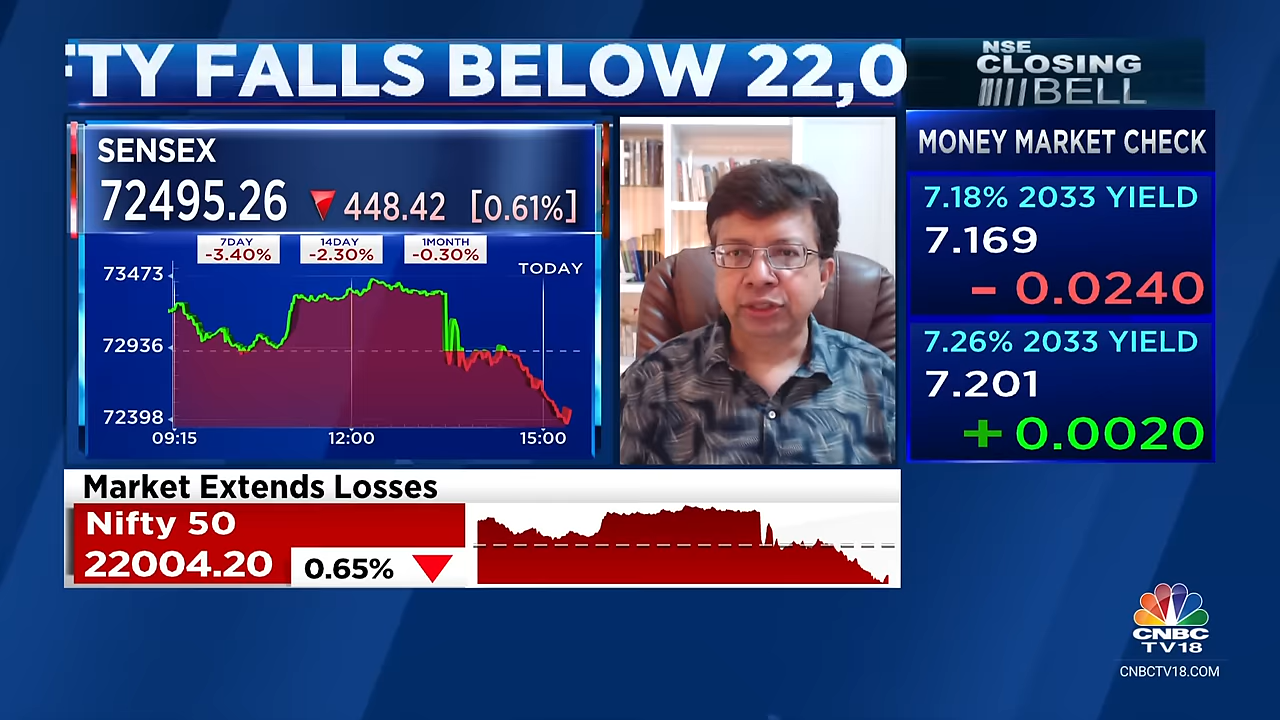 FTY FALLS BELOW 22,0
NSE
CLOSING
BELL
SENSEX
72495.26 ▼ 448.42 [0.61%]
7DAY
-3.40%
14DAY
-2.30%
1MONTH
-0.30%
TODAY
73473
72936
72398
09:15
12:00
15:00
MONEY MARKET CHECK
7.18% 2033 YIELD
7.169
- 0.0240
7.26% 2033 YIELD
7.201
+ 0.0020
Market Extends Losses
Nifty 50
22004.20
0.65% ▼
CNBC
TV18
CNBCTV18.COM